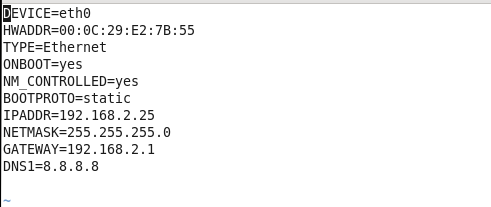 DEVICE=eth0
HWADDR=00:0C:29:E2:7B:55
TYPE=Ethernet
ONBOOT=yes
NM_CONTROLLED=yes
BOOTPROTO=static
IPADDR=192.168.2.25
NETMASK=255.255.255.0
GATEWAY=192.168.2.1
DNS1=8.8.8.8
~